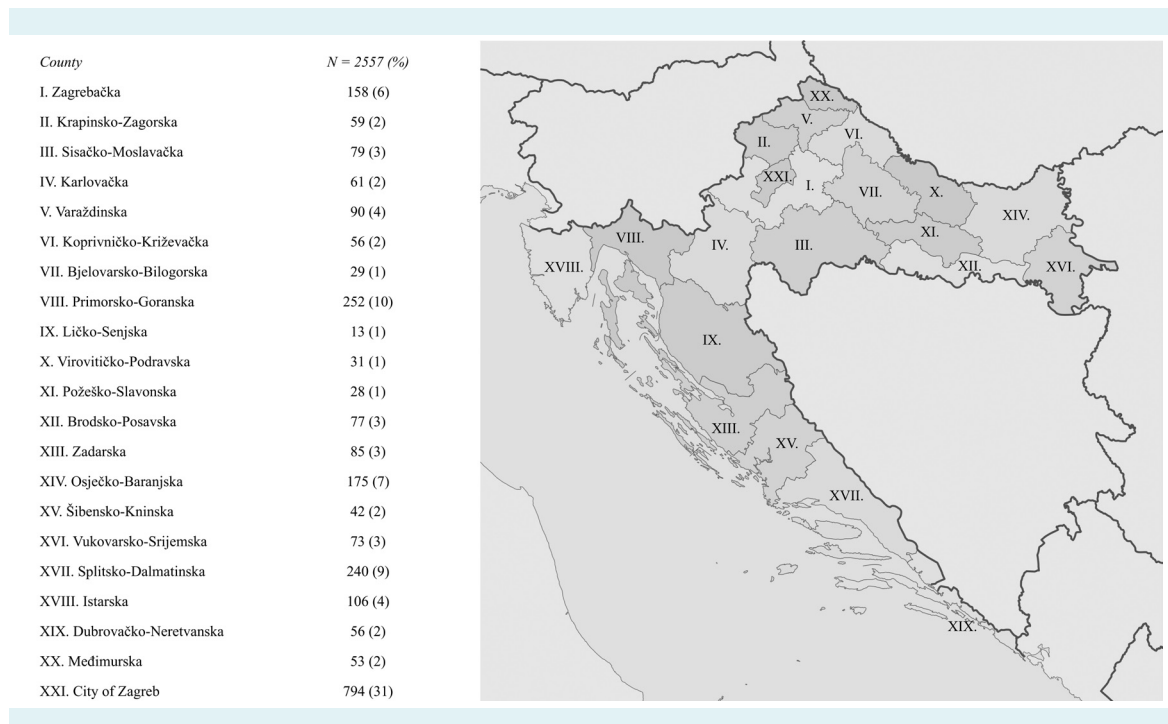 County N = 2557 (%)
I. Zagrebačka 158 (6)
II. Krapinsko-Zagorska 59 (2)
III. Sisačko-Moslavačka 79 (3)
IV. Karlovačka 61 (2)
V. Varaždinska 90 (4)
VI. Koprivničko-Križevačka 56 (2)
VII. Bjelovarsko-Bilogorska 29 (1)
VIII. Primorsko-Goranska 252 (10)
IX. Ličko-Senjska 13 (1)
X. Virovitičko-Podravska 31 (1)
XI. Požeško-Slavonska 28 (1)
XII. Brodsko-Posavska 77 (3)
XIII. Zadarska 85 (3)
XIV. Osječko-Baranjska 175 (7)
XV. Šibensko-Kninska 42 (2)
XVI. Vukovarsko-Srijemska 73 (3)
XVII. Splitsko-Dalmatinska 240 (9)
XVIII. Istarska 106 (4)
XIX. Dubrovačko-Neretvanska 56 (2)
XX. Međimurska 53 (2)
XXI. City of Zagreb 794 (31)
XX.
V.
VI.
II.
XXI.
I.
VII.
X.
XIV.
XI.
VIII.
IV.
III.
XVIII.
XII.
XVI.
IX.
XIII.
XV.
XVII.
XIX.